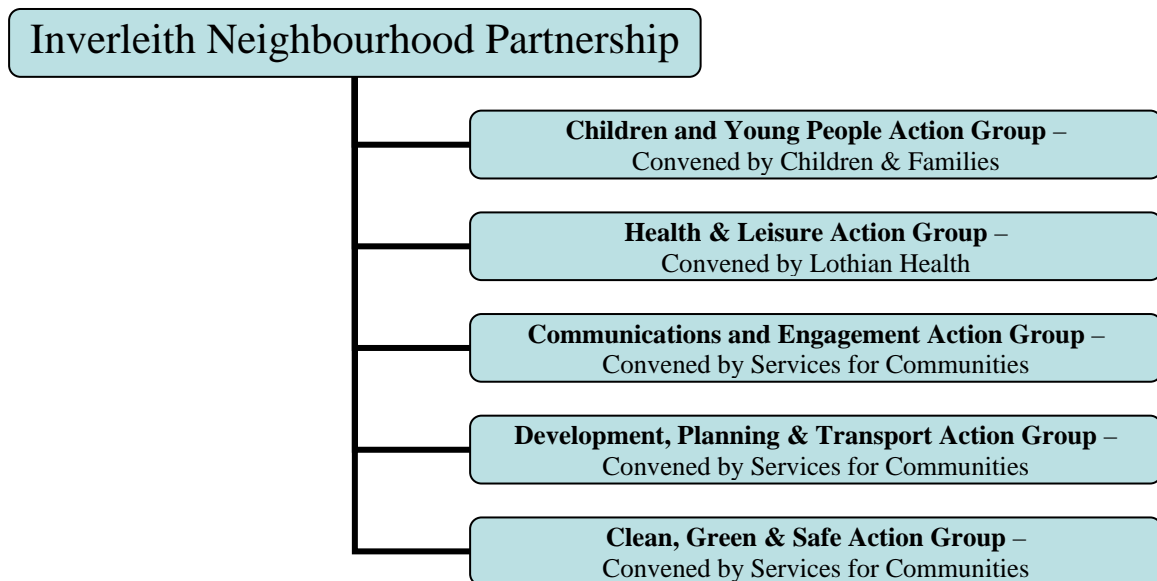 Inverleith Neighbourhood Partnership
Children and Young People Action Group –
Convened by Children & Families
Health & Leisure Action Group –
Convened by Lothian Health
Communications and Engagement Action Group –
Convened by Services for Communities
Development, Planning & Transport Action Group –
Convened by Services for Communities
Clean, Green & Safe Action Group –
Convened by Services for Communities